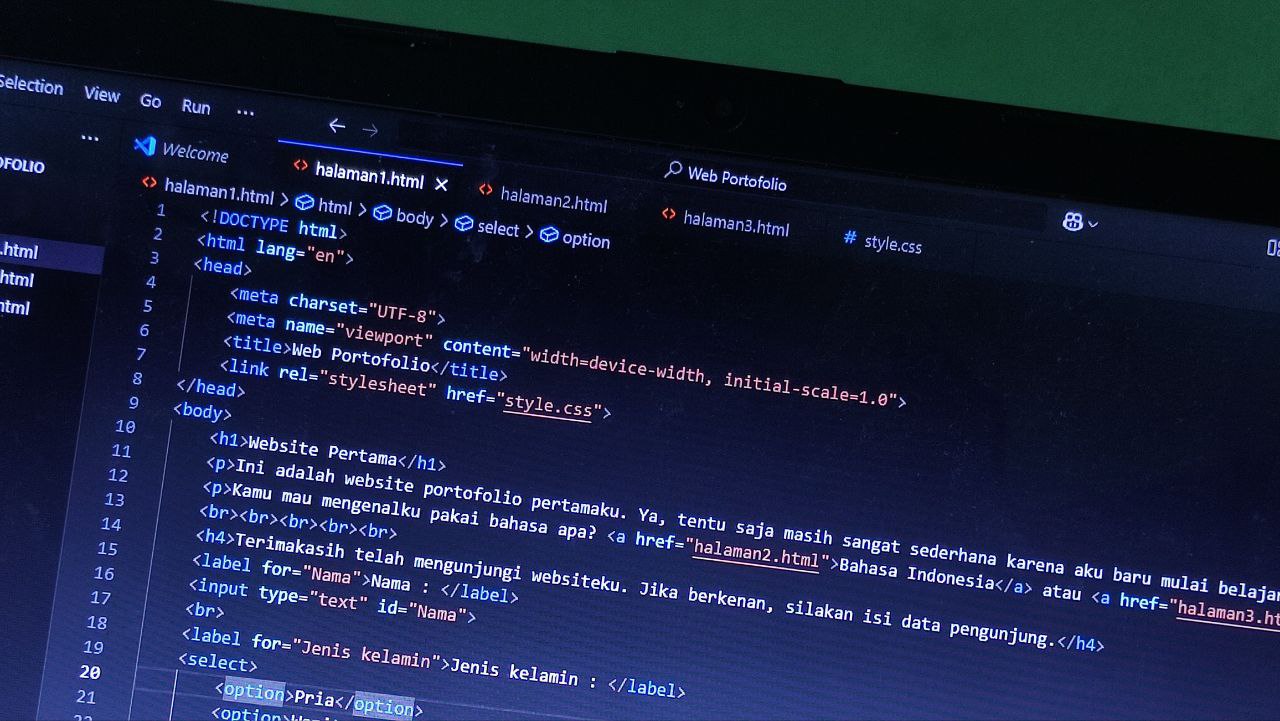 Selection View Go Run ...
← →
Web Portofolio
...
OFOLIO
.html
html
html
Welcome
halaman1.html ×
halaman2.html
halaman3.html
# style.css
halaman1.html > html > body > select > option
1 <!DOCTYPE html>
2 <html lang="en">
3 <head>
4 <meta charset="UTF-8">
5 <meta name="viewport" content="width=device-width, initial-scale=1.0">
6 <title>Web Portofolio</title>
7 <link rel="stylesheet" href="style.css">
8 </head>
9 <body>
10 <h1>Website Pertama</h1>
11 <p>Ini adalah website portofolio pertamaku. Ya, tentu saja masih sangat sederhana karena aku baru mulai belajar
12 <p>Kamu mau mengenalku pakai bahasa apa? <a href="halaman2.html">Bahasa Indonesia</a> atau <a href="halaman3.ht
13 <br><br><br><br><br>
14 <h4>Terimakasih telah mengunjungi websiteku. Jika berkenan, silakan isi data pengunjung.</h4>
15 <label for="Nama">Nama : </label>
16 <input type="text" id="Nama">
17 <br>
18 <label for="Jenis kelamin">Jenis kelamin : </label>
19 <select>
20 <option>Pria</option>
21 <option>